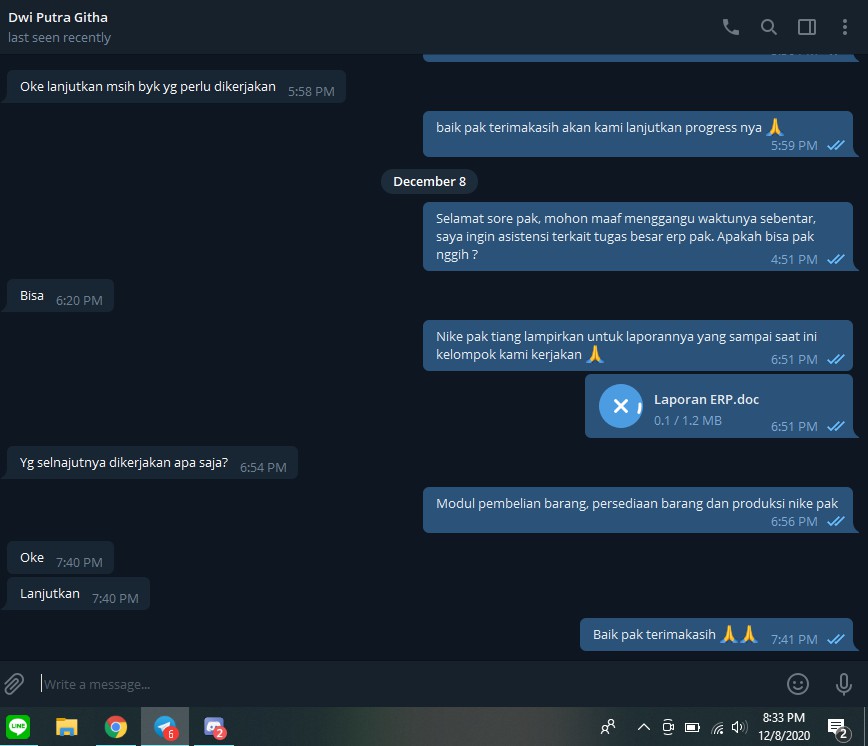 Dwi Putra Githa
last seen recently
Oke lanjutkan msih byk yg perlu dikerjakan 5:58 PM
baik pak terimakasih akan kami lanjutkan progress nya 🙏
5:59 PM
December 8
Selamat sore pak, mohon maaf menggangu waktunya sebentar,
saya ingin asistensi terkait tugas besar erp pak. Apakah bisa pak
nggih ?
4:51 PM
Bisa 6:20 PM
Nike pak tiang lampirkan untuk laporannya yang sampai saat ini
kelompok kami kerjakan 🙏 6:51 PM
Laporan ERP.doc
0.1 / 1.2 MB
6:51 PM
Yg selnajutnya dikerjakan apa saja? 6:54 PM
Modul pembelian barang, persediaan barang dan produksi nike pak
6:56 PM
Oke 7:40 PM
Lanjutkan 7:40 PM
Baik pak terimakasih 🙏🙏 7:41 PM
Write a message...
LINE
6
2
8:33 PM
12/8/2020
2